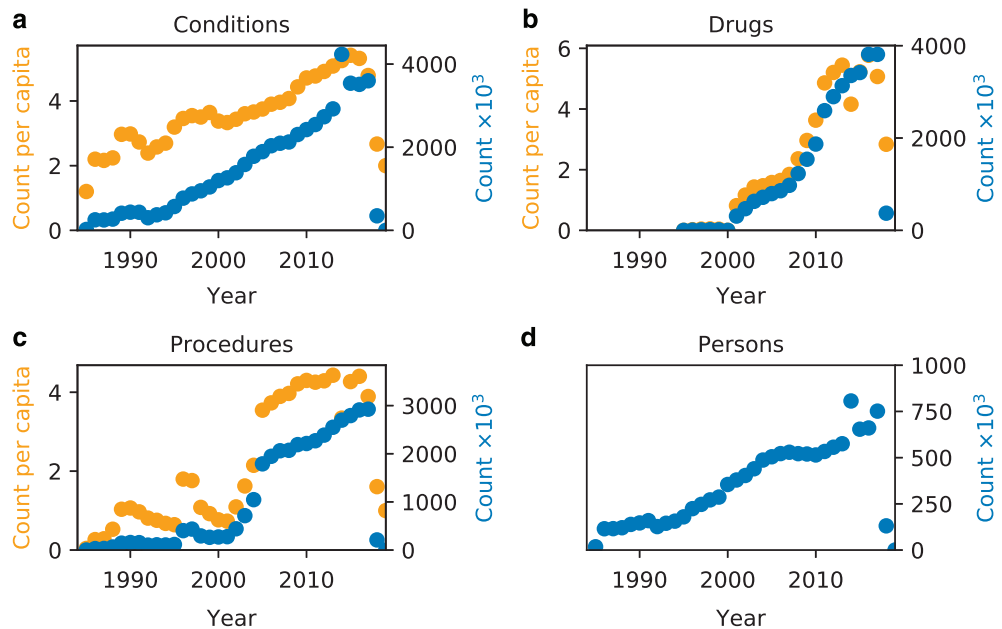 a
Conditions
Count per capita
0
2
4
0
2000
4000
Count ×10³
1990
2000
2010
Year
b
Drugs
Count per capita
0
2
4
6
0
2000
4000
Count ×10³
1990
2000
2010
Year
c
Procedures
Count per capita
0
2
4
0
1000
2000
3000
Count ×10³
1990
2000
2010
Year
d
Persons
0
250
500
750
1000
Count ×10³
1990
2000
2010
Year